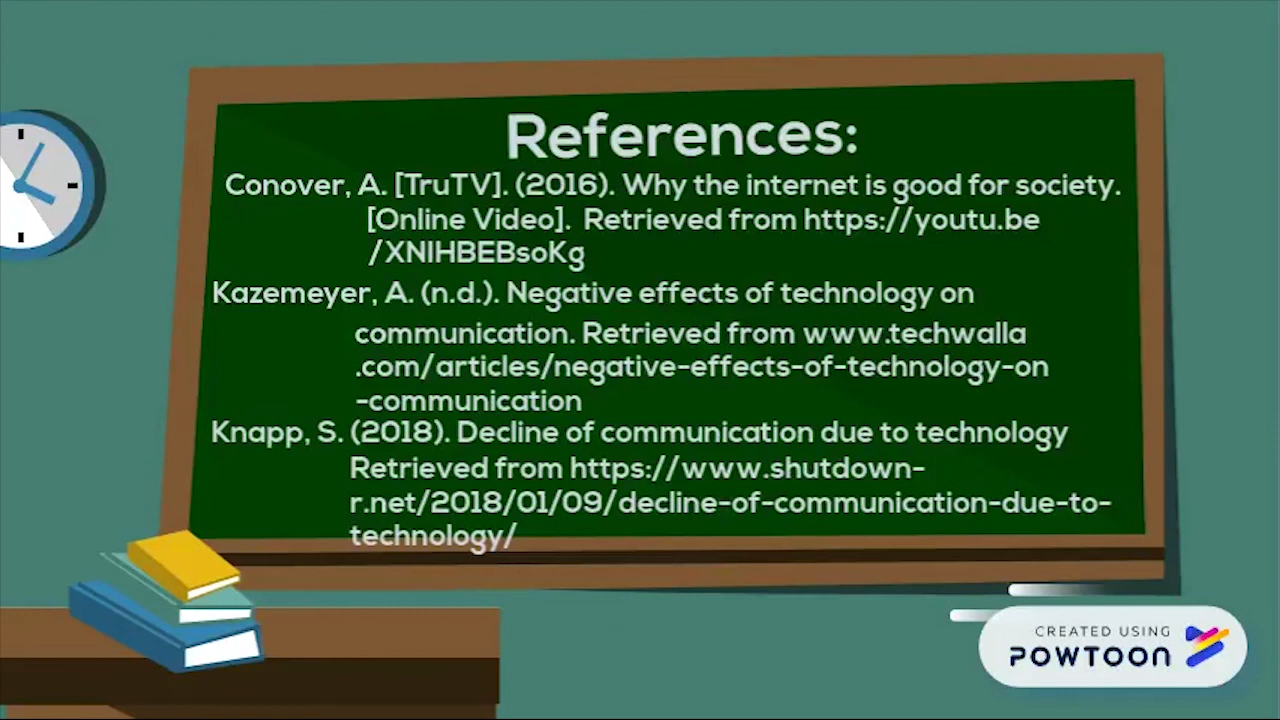 References:
Conover, A. [TruTV]. (2016). Why the internet is good for society.
[Online Video]. Retrieved from https://youtu.be
/XNIHBEBsoKg
Kazemeyer, A. (n.d.). Negative effects of technology on
communication. Retrieved from www.techwalla
.com/articles/negative-effects-of-technology-on
-communication
Knapp, S. (2018). Decline of communication due to technology
Retrieved from https://www.shutdown-
r.net/2018/01/09/decline-of-communication-due-to-
technology/
CREATED USING
POWTOON